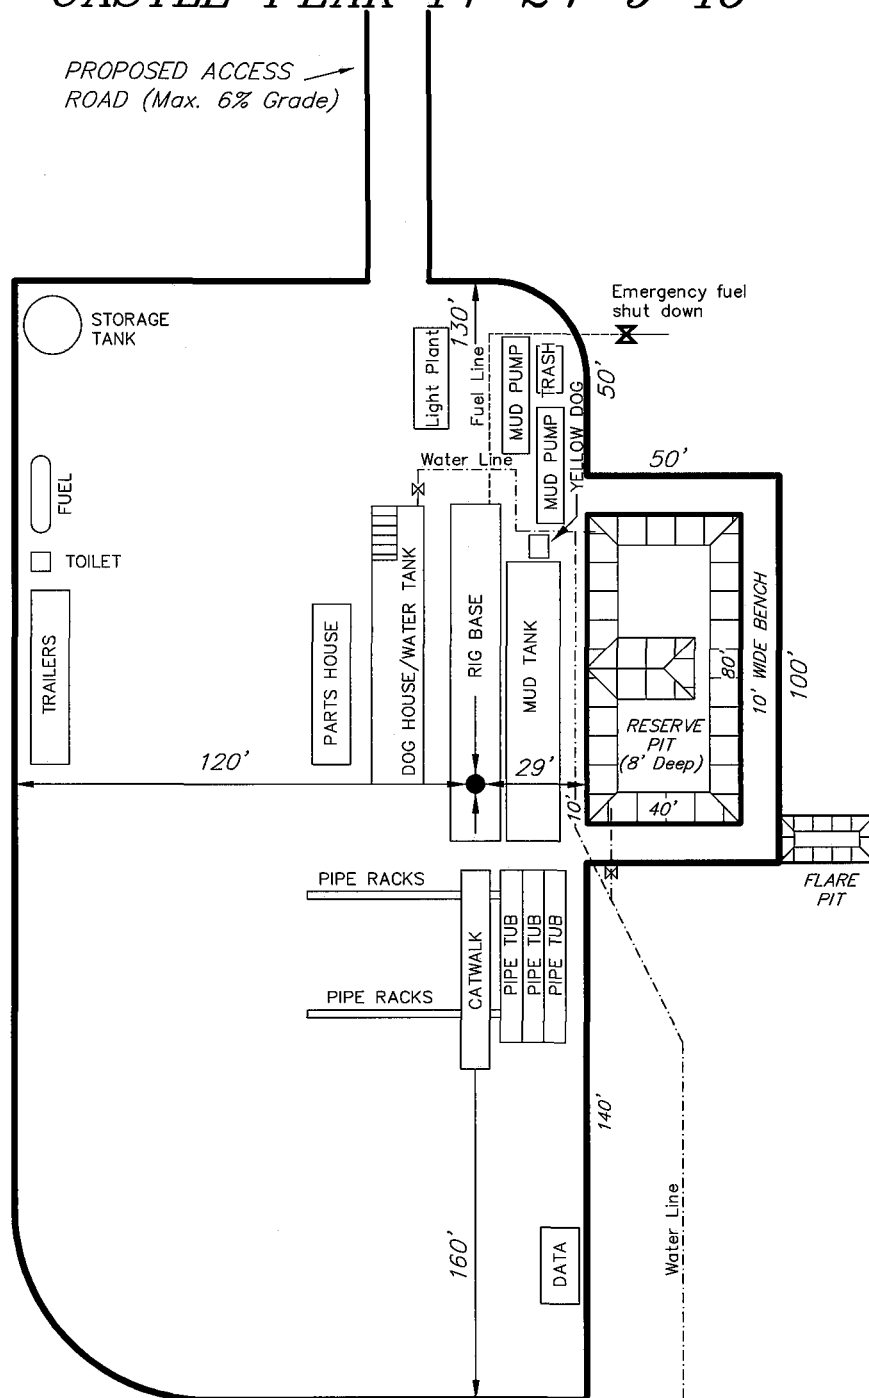 PROPOSED ACCESS
ROAD (Max. 6% Grade)
STORAGE
TANK
130'
Emergency fuel
shut down
Light Plant
Fuel Line
MUD PUMP
TRASH
50'
MUD PUMP
YELLOW DOG
Water Line
50'
FUEL
TOILET
TRAILERS
PARTS HOUSE
DOG HOUSE/WATER TANK
RIG BASE
MUD TANK
80'
10' WIDE BENCH
100'
RESERVE
PIT
(8' Deep)
120'
29'
10'
40'
FLARE
PIT
PIPE RACKS
CATWALK
PIPE TUB
PIPE TUB
PIPE TUB
PIPE RACKS
140'
160'
DATA
Water Line